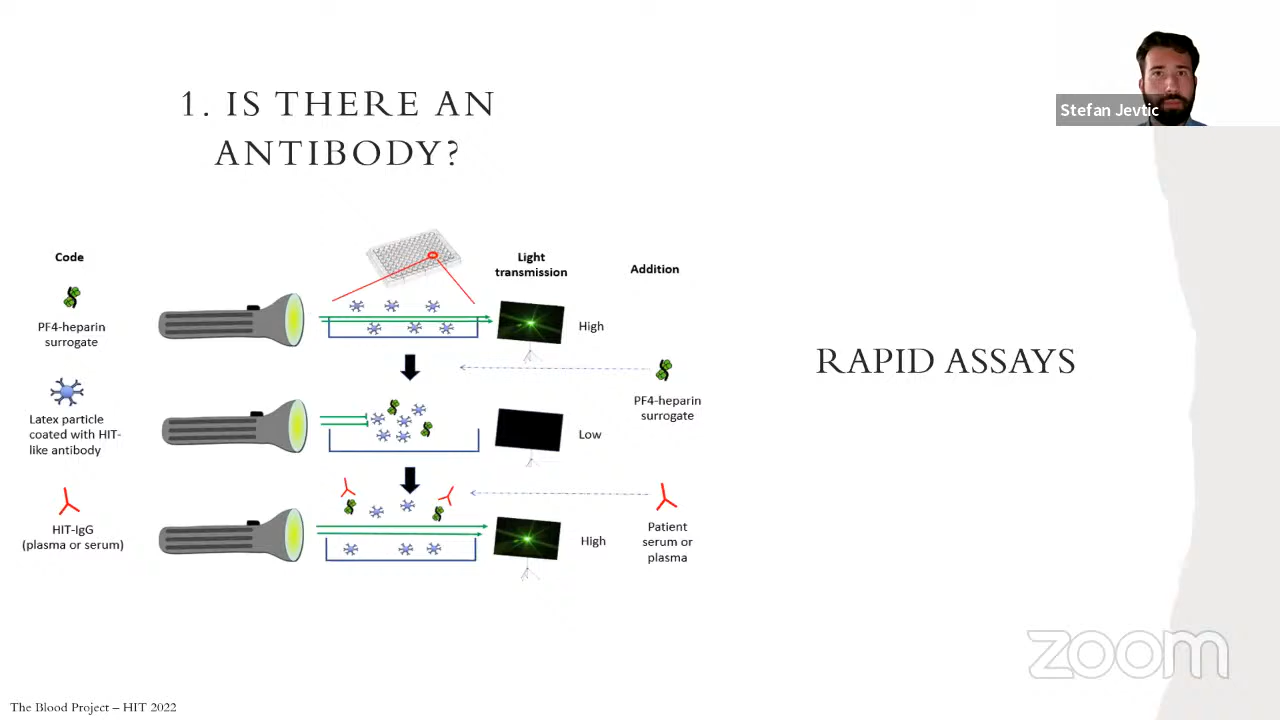 1. IS THERE AN
ANTIBODY?
Stefan Jevtic
Code
Light
transmission
Addition
PF4-heparin
surrogate
High
PF4-heparin
surrogate
Latex particle
coated with HIT-
like antibody
Low
HIT-IgG
(plasma or serum)
High
Patient
serum or
plasma
RAPID ASSAYS
zoom
The Blood Project – HIT 2022